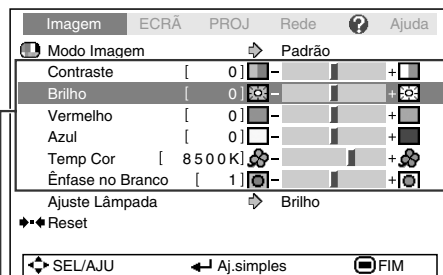 Imagem ECRÃ PROJ Rede ? Ajuda
Modo Imagem Padrão
Contraste [ 0] - +
Brilho [ 0] - +
Vermelho [ 0] - +
Azul [ 0] - +
Temp Cor [ 8500K] - +
Ênfase no Branco [ 1] - +
Ajuste Lâmpada Brilho
Reset
SEL/AJU Aj.simples FIM